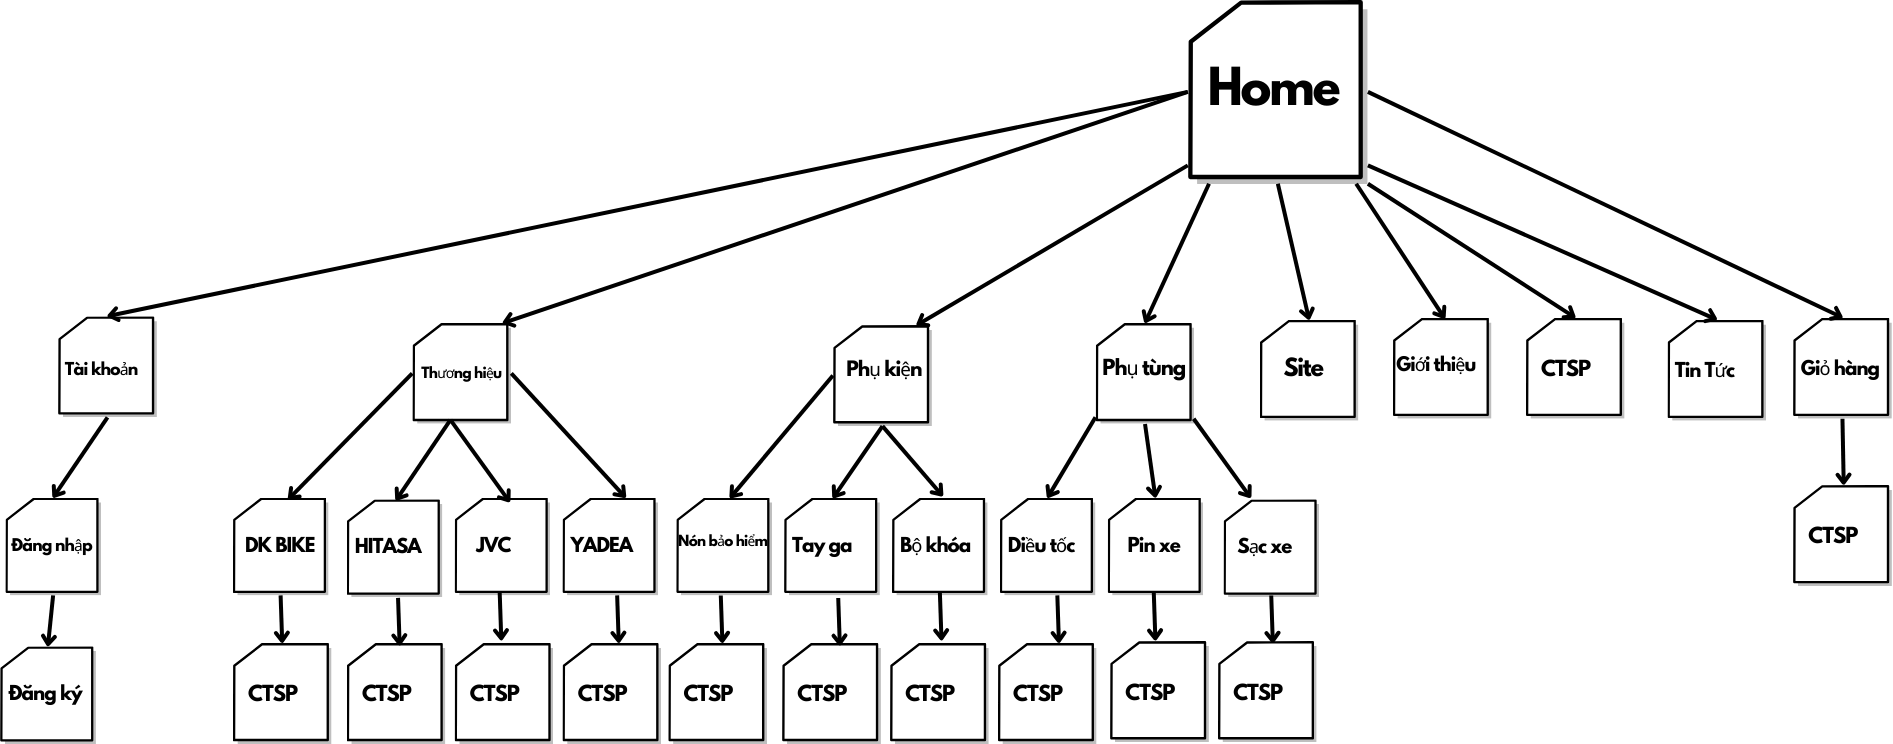 Home
Tài khoản
Thương hiệu
Phụ kiện
Phụ tùng
Site
Giới thiệu
CTSP
Tin Tức
Giỏ hàng
Đăng nhập
DK BIKE
HITASA
JVC
YADEA
Nón bảo hiểm
Tay ga
Bộ khóa
Diều tốc
Pin xe
Sạc xe
CTSP
Đăng ký
CTSP
CTSP
CTSP
CTSP
CTSP
CTSP
CTSP
CTSP
CTSP
CTSP